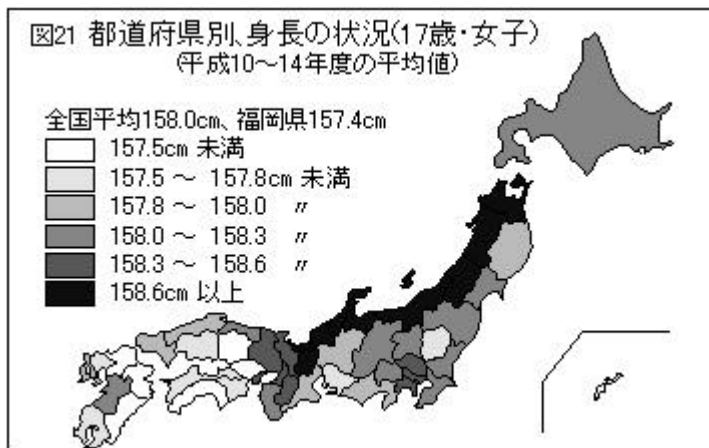 図21 都道府県別、身長の状況(17歳・女子)
(平成10～14年度の平均値)
全国平均158.0cm、福岡県157.4cm
157.5cm 未満
157.5 ～ 157.8cm 未満
157.8 ～ 158.0 〃
158.0 ～ 158.3 〃
158.3 ～ 158.6 〃
158.6cm 以上